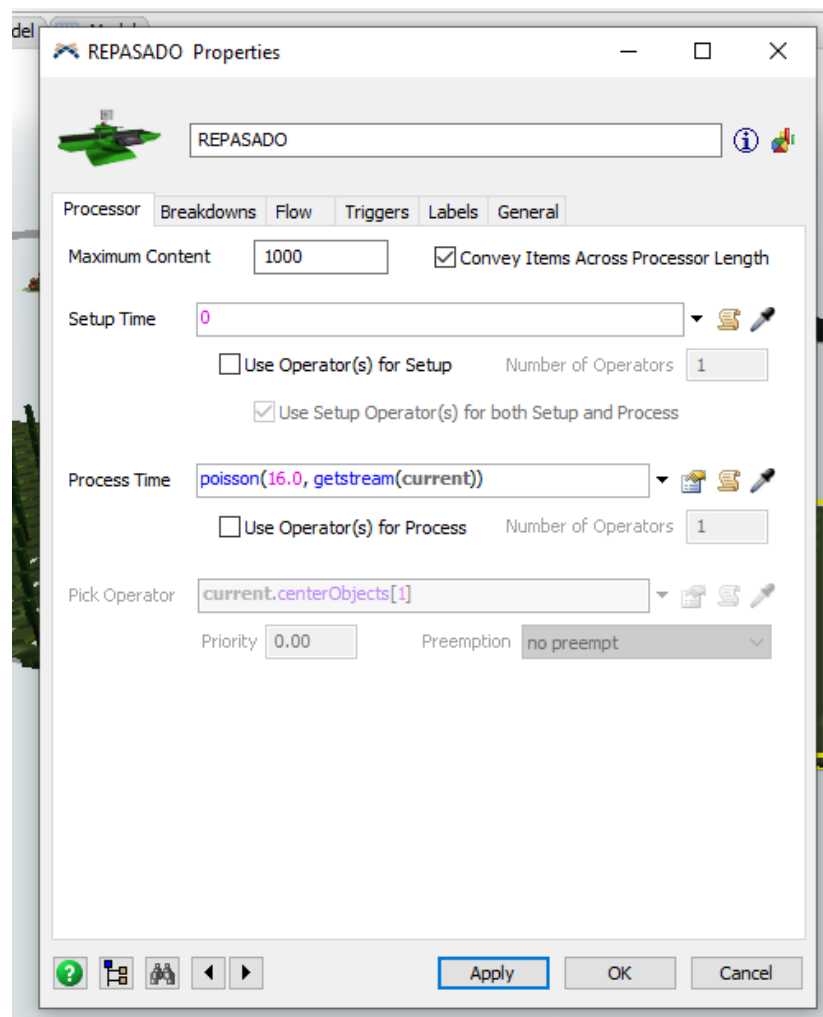 del Model
REPASADO Properties
REPASADO
Processor Breakdowns Flow Triggers Labels General
Maximum Content 1000 Convey Items Across Processor Length
Setup Time 0
Use Operator(s) for Setup Number of Operators 1
Use Setup Operator(s) for both Setup and Process
Process Time poisson(16.0, getstream(current))
Use Operator(s) for Process Number of Operators 1
Pick Operator current.centerObjects[1]
Priority 0.00 Preemption no preempt
Apply OK Cancel